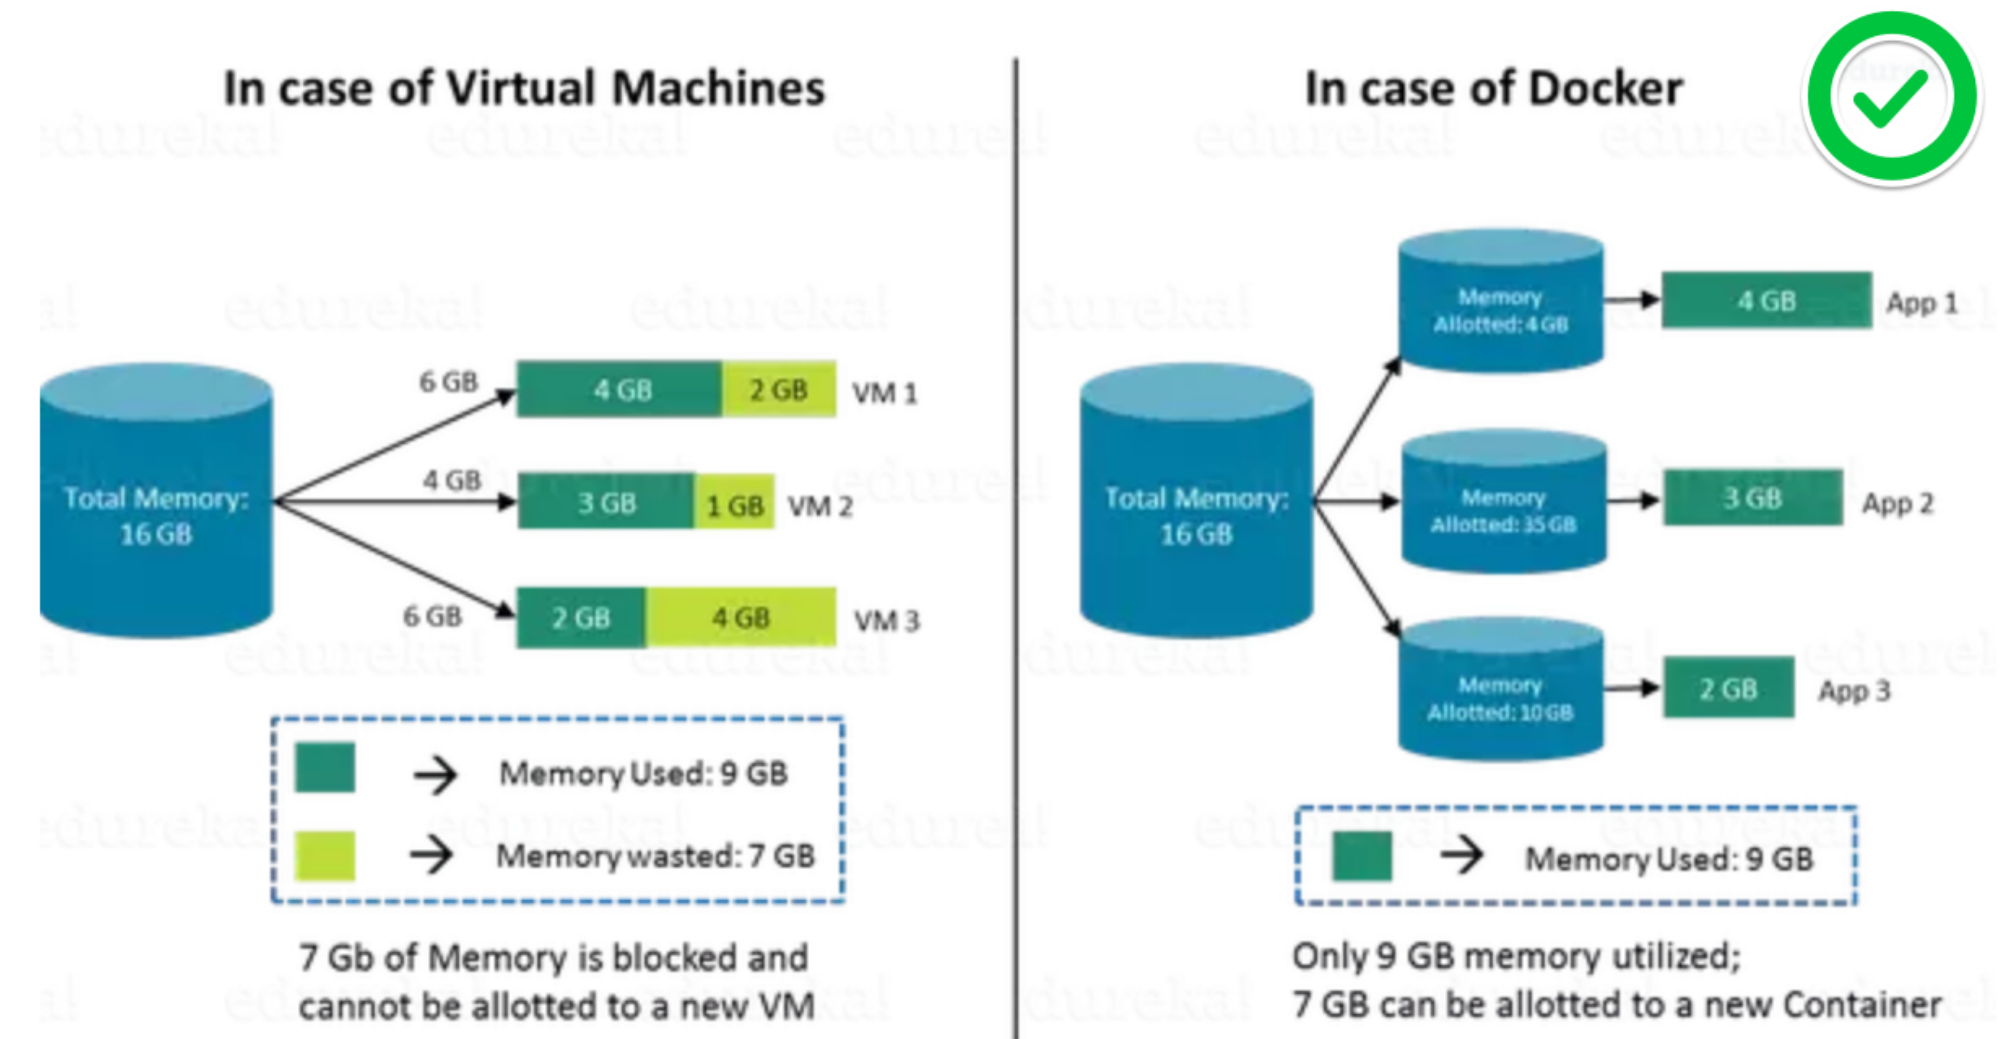 In case of Virtual Machines
Total Memory:
16 GB
6 GB
4 GB
2 GB
VM 1
4 GB
3 GB
1 GB
VM 2
6 GB
2 GB
4 GB
VM 3
Memory Used: 9 GB
Memory wasted: 7 GB
7 Gb of Memory is blocked and
cannot be allotted to a new VM
In case of Docker
Total Memory:
16 GB
Memory
Allotted: 4 GB
4 GB
App 1
Memory
Allotted: 35 GB
3 GB
App 2
Memory
Allotted: 10 GB
2 GB
App 3
Memory Used: 9 GB
Only 9 GB memory utilized;
7 GB can be allotted to a new Container
edureka!